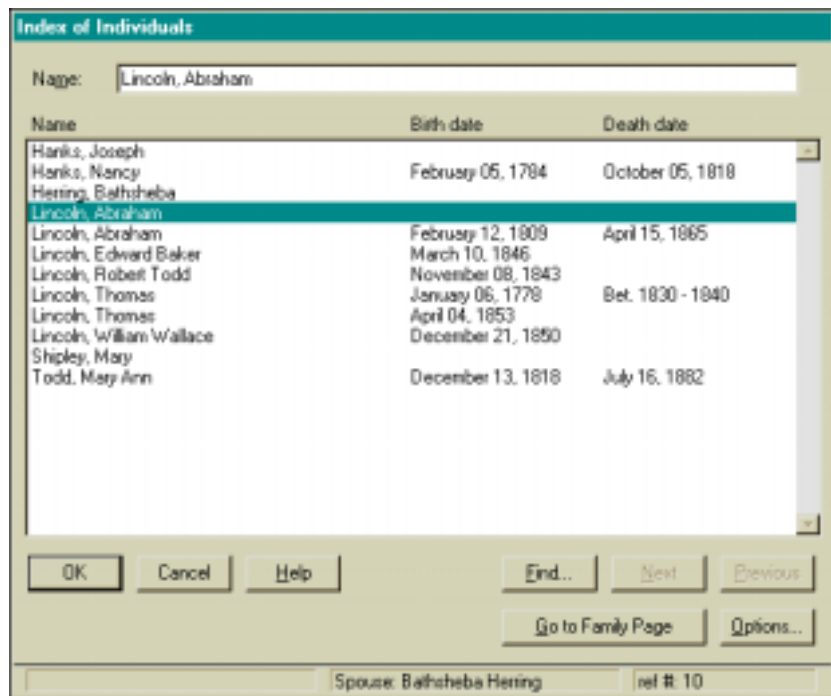 Index of Individuals
Name: Lincoln, Abraham
Name Birth date Death date
Hanks, Joseph
Hanks, Nancy February 05, 1784 October 05, 1818
Herring, Bathsheba
Lincoln, Abraham
Lincoln, Abraham February 12, 1809 April 15, 1865
Lincoln, Edward Baker March 10, 1846
Lincoln, Robert Todd November 08, 1843
Lincoln, Thomas January 06, 1778 Bet. 1830 - 1840
Lincoln, Thomas April 04, 1853
Lincoln, William Wallace December 21, 1850
Shipley, Mary
Todd, Mary Ann December 13, 1818 July 16, 1882
OK Cancel Help Find... Next Previous
Go to Family Page Options...
Spouse: Bathsheba Herring ref #: 10